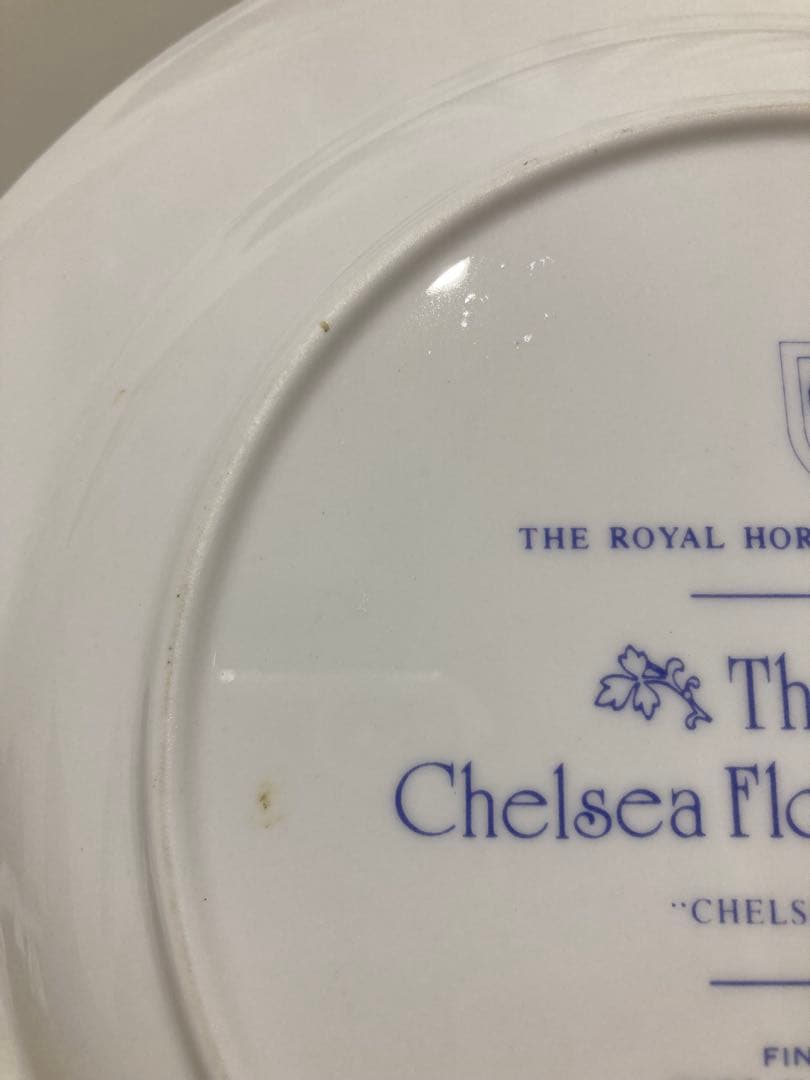 THE ROYAL HOR
Th
Chelsea Flo
"CHELS
FIN